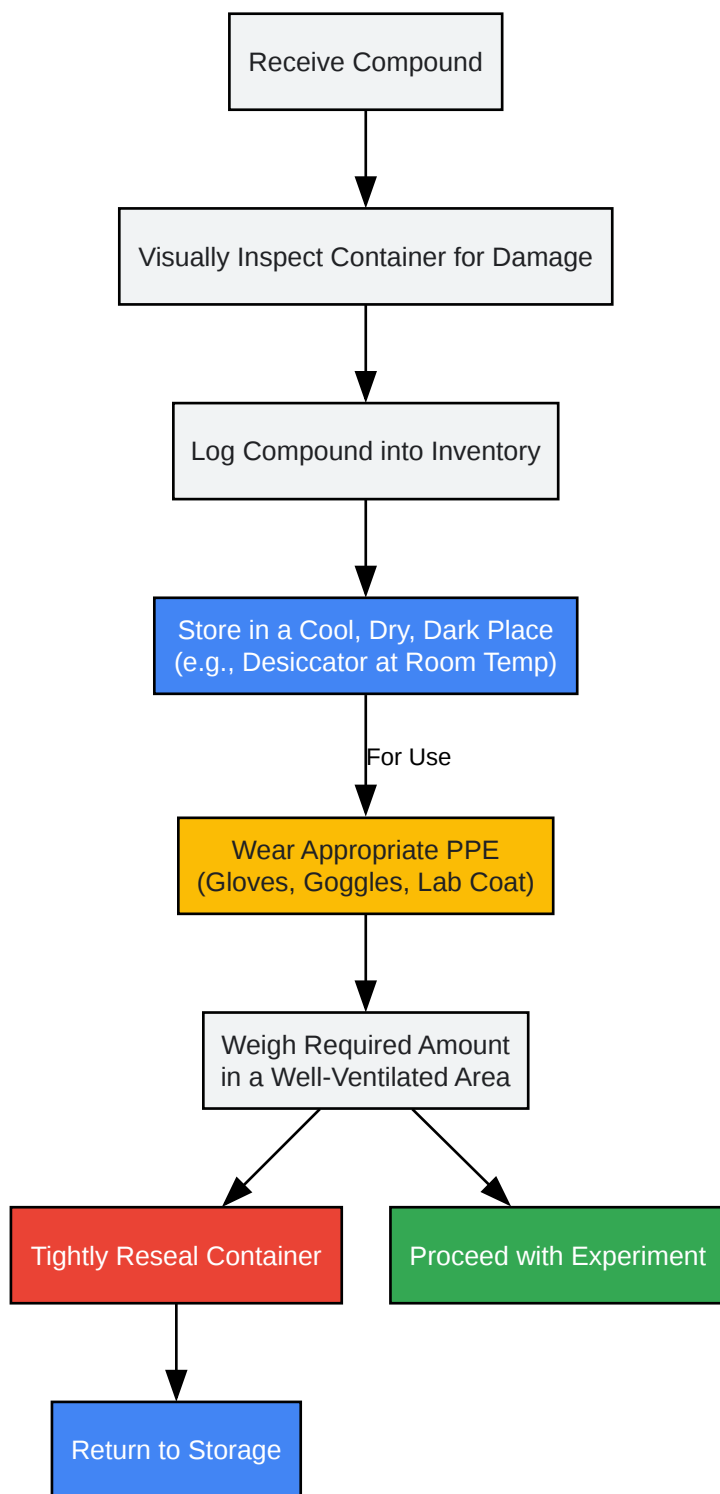 Receive Compound
Visually Inspect Container for Damage
Log Compound into Inventory
Store in a Cool, Dry, Dark Place
(e.g., Desiccator at Room Temp)
For Use
Wear Appropriate PPE
(Gloves, Goggles, Lab Coat)
Weigh Required Amount
in a Well-Ventilated Area
Tightly Reseal Container
Proceed with Experiment
Return to Storage